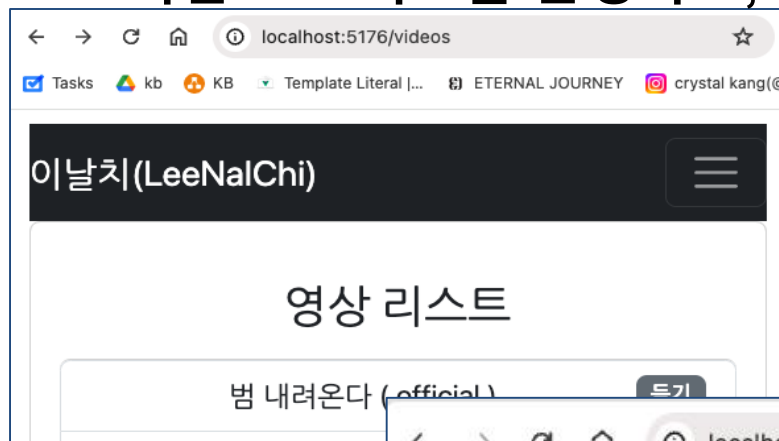 localhost:5176/videos
Tasks kb KB Template Literal |... ETERNAL JOURNEY crystal kang(@
이날치(LeeNalChi)
영상 리스트
범 내려온다 ( official ) 듣기